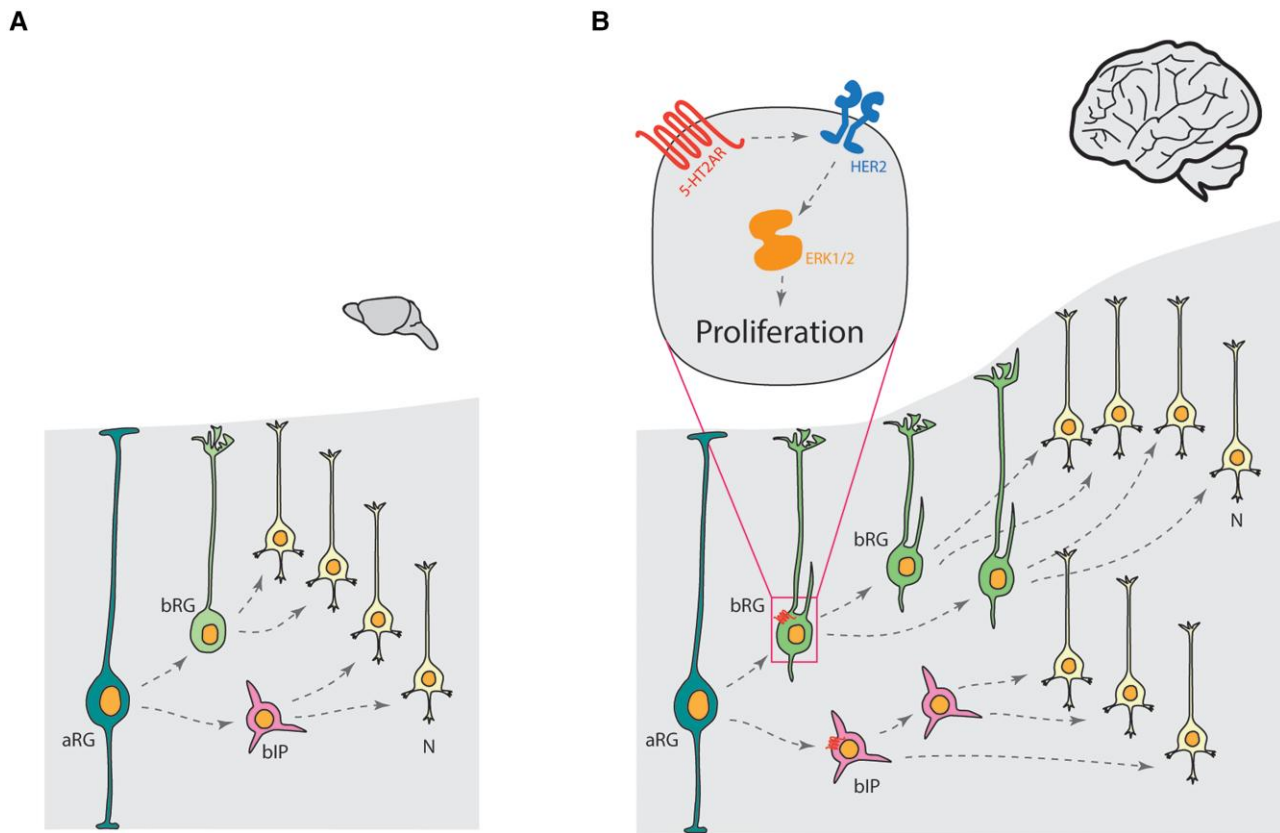 A
bRG
aRG
bIP
N
B
5-HT2AR
HER2
ERK1/2
Proliferation
bRG
bRG
N
aRG
bIP